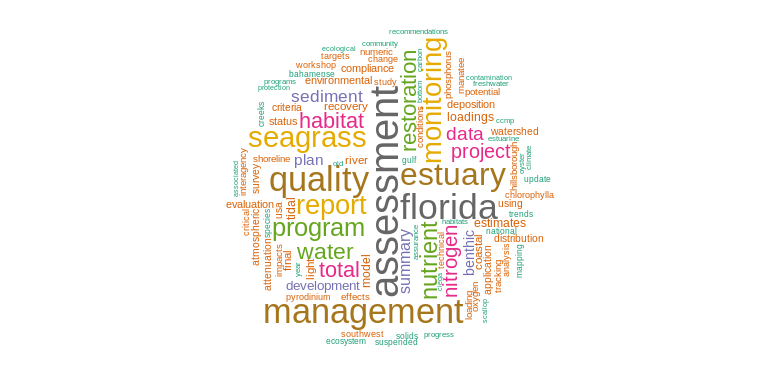 recommendations
community
ecological
numeric
targets
change
workshop
compliance
bahamense
environmental
study
programs
protection
sediment
recovery
criteria
creeks
status
habitat
seagrass
restoration
carbon
bottom
conditions
monitoring
phosphorus
manatee
contamination
freshwater
potential
deposition
loadings
ccmp
data
watershed
estuarine
project
hillsborough
oyster
climate
shoreline
plan
old
river
gulf
interagency
associated
survey
quality
assessment
estuary
update
evaluation
usa
tidal
report
florida
chlorophyll a
using
trends
critical
species
atmospheric
program
habitats
estimates
national
distribution
water
summary
assurance
nutrient
technical
ciega
nitrogen
benthic
coastal
application
tracking
analysis
mapping
attenuation
impacts
final
year
light
total
model
development
pyrodinium
effects
loading
oxygen
scallop
management
southwest
solids
progress
ecosystem
suspended